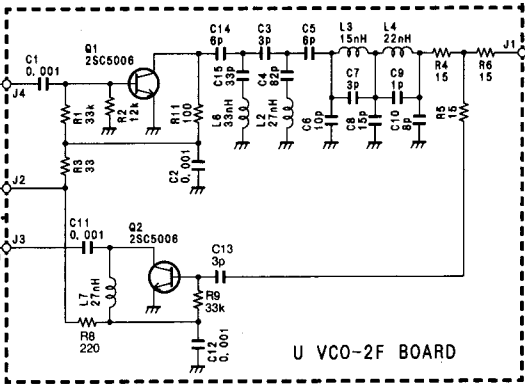 C14
6p
C3
3p
C5
6p
L3
15nH
L4
22nH
J1
C1
0.001
Q1
2SC5006
C15
33p
C4
82p
C7
3p
C9
1p
R4
15
R6
15
J4
R1
33k
R2
12k
R11
100
L6
33nH
L2
27nH
C6
10p
C8
15p
C10
8p
R5
15
R3
33
C2
0.001
J2
C11
0.001
Q2
2SC5006
J3
C13
3p
L7
27nH
R9
33k
R8
220
C12
0.001
U VCO-2F BOARD